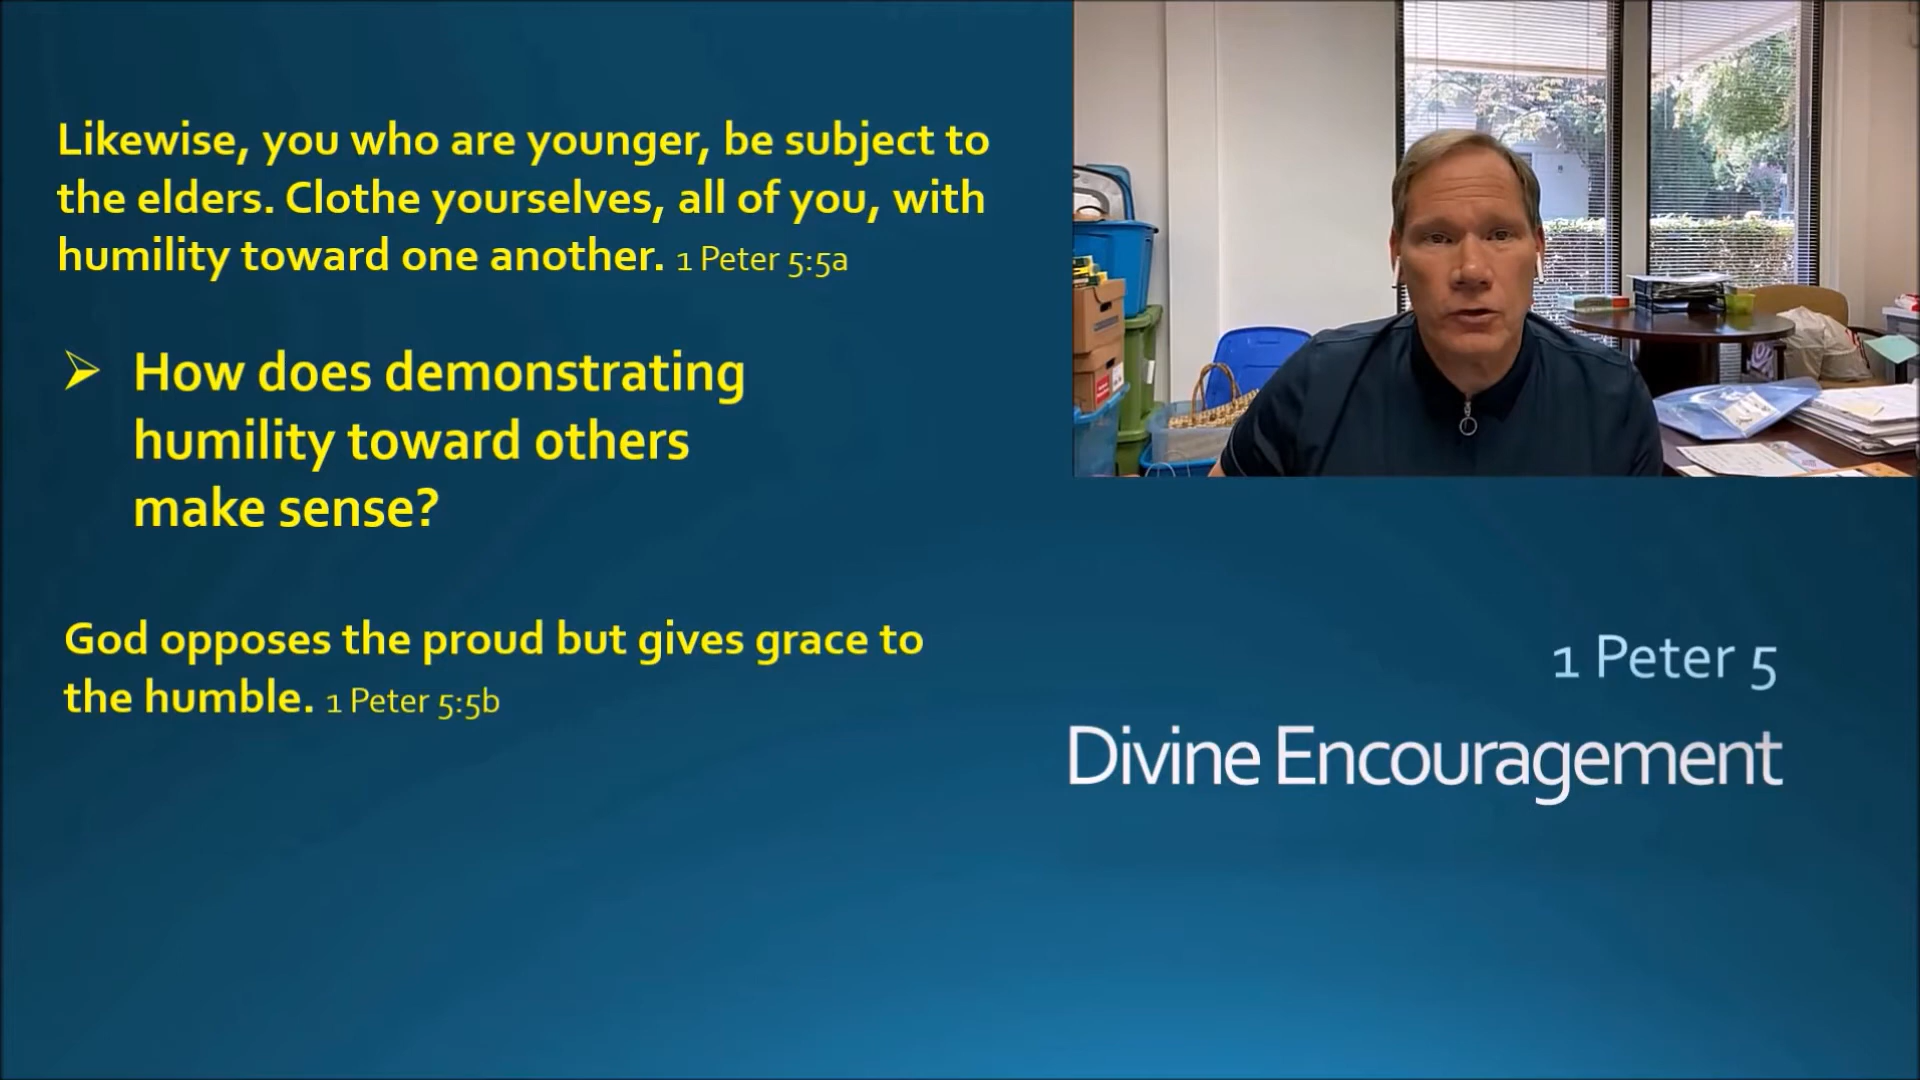 Likewise, you who are younger, be subject to
the elders. Clothe yourselves, all of you, with
humility toward one another. 1 Peter 5:5a
How does demonstrating
humility toward others
make sense?
God opposes the proud but gives grace to
the humble. 1 Peter 5:5b
1 Peter 5
Divine Encouragement